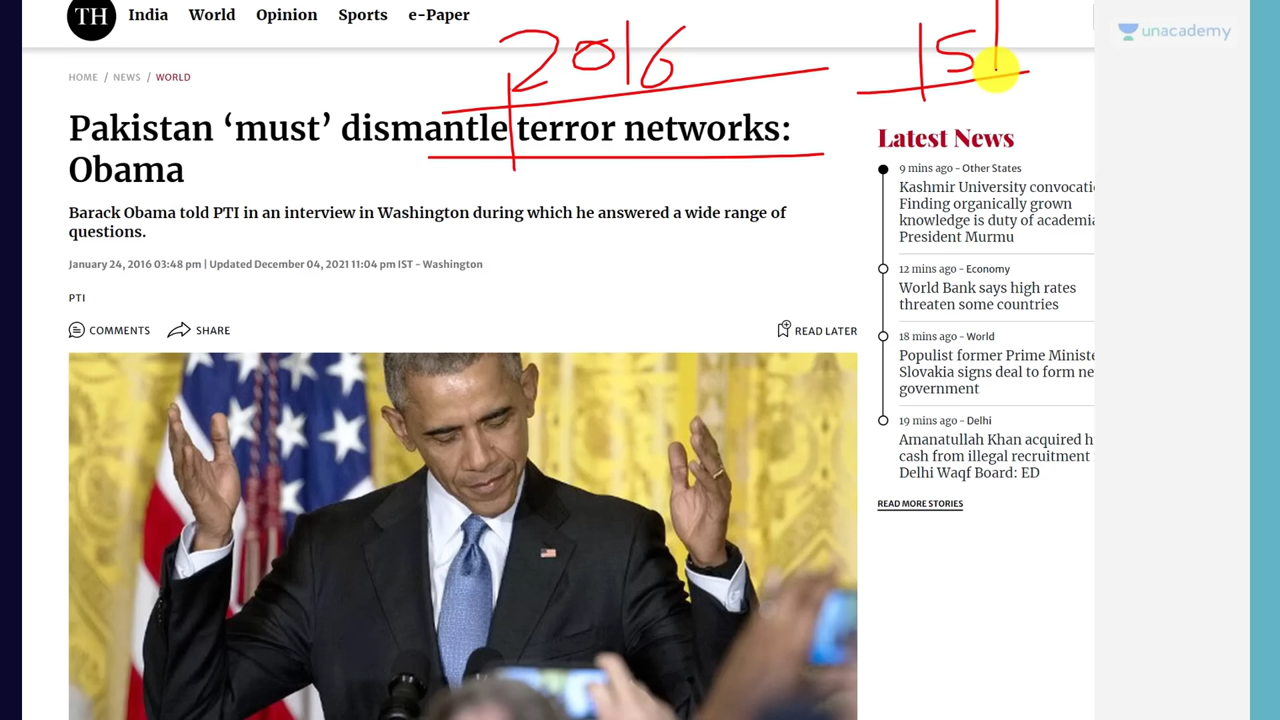 TH India World Opinion Sports e-Paper
unacademy
2016 15
HOME / NEWS / WORLD
Pakistan ‘must’ dismantle terror networks:
Obama
Barack Obama told PTI in an interview in Washington during which he answered a wide range of
questions.
January 24, 2016 03:48 pm | Updated December 04, 2021 11:04 pm IST - Washington
PTI
COMMENTS SHARE READ LATER
Latest News
9 mins ago - Other States
Kashmir University convocati
Finding organically grown
knowledge is duty of academia
President Murmu
12 mins ago - Economy
World Bank says high rates
threaten some countries
18 mins ago - World
Populist former Prime Ministe
Slovakia signs deal to form ne
government
19 mins ago - Delhi
Amanatullah Khan acquired h
cash from illegal recruitment
Delhi Waqf Board: ED
READ MORE STORIES